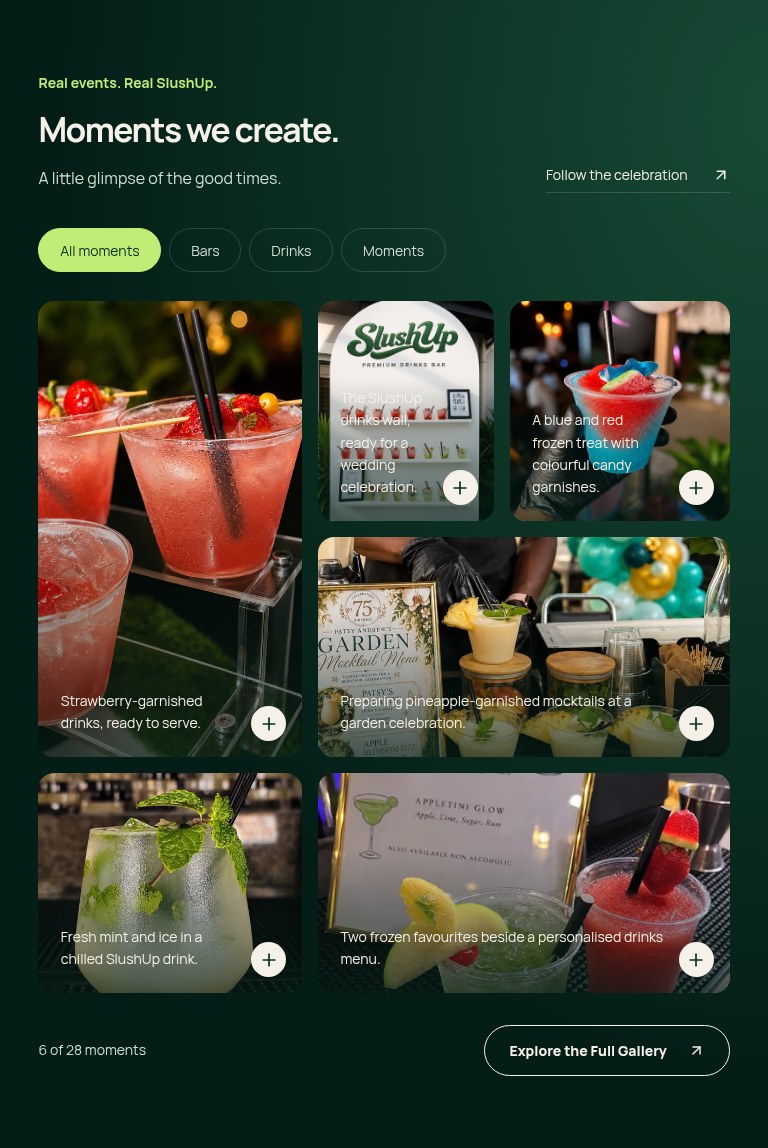 Real events. Real SlushUp.
Moments we create.
A little glimpse of the good times.
Follow the celebration
All moments
Bars
Drinks
Moments
SlushUp
PREMIUM DRINKS BAR
The SlushUp
drinks wall,
ready for a
wedding
celebration.
A blue and red
frozen treat with
colourful candy
garnishes.
Strawberry-garnished
drinks, ready to serve.
75
PATSY ANDREW'S
GARDEN
Mocktail Menu
PATSY'S
APPLE
BLOSSOM FIZZ
Preparing pineapple-garnished mocktails at a
garden celebration.
Fresh mint and ice in a
chilled SlushUp drink.
APPLETINI GLOW
Apple, Lime, Sugar, Rum
ALSO AVAILABLE NON ALCOHOLIC
Two frozen favourites beside a personalised drinks
menu.
6 of 28 moments
Explore the Full Gallery